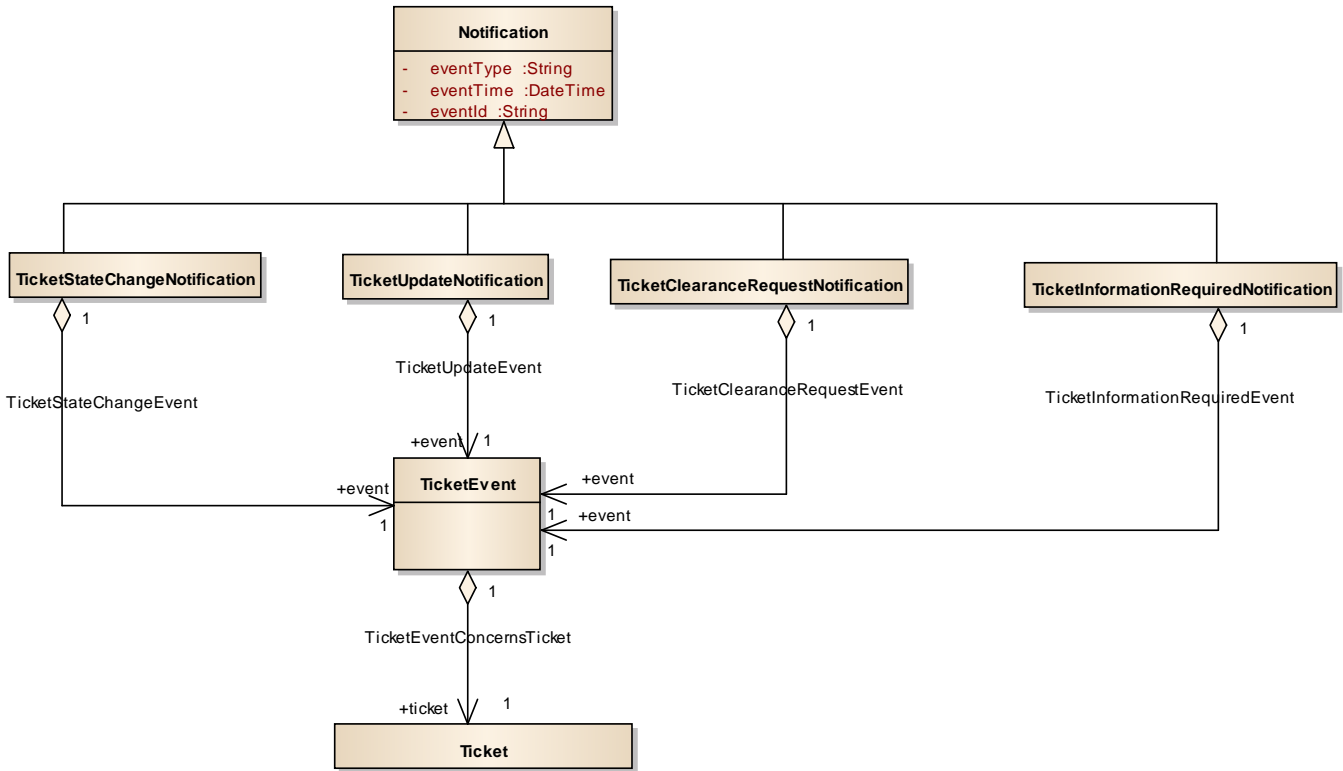 Notification
- eventType :String
- eventTime :DateTime
- eventId :String
TicketStateChangeNotification
TicketUpdateNotification
TicketClearanceRequestNotification
TicketInformationRequiredNotification
1
1
1
1
TicketUpdateEvent
TicketClearanceRequestEvent
TicketInformationRequiredEvent
TicketStateChangeEvent
+event
1
TicketEvent
+event
+event
1
1
+event
1
1
TicketEventConcernsTicket
+ticket
1
Ticket